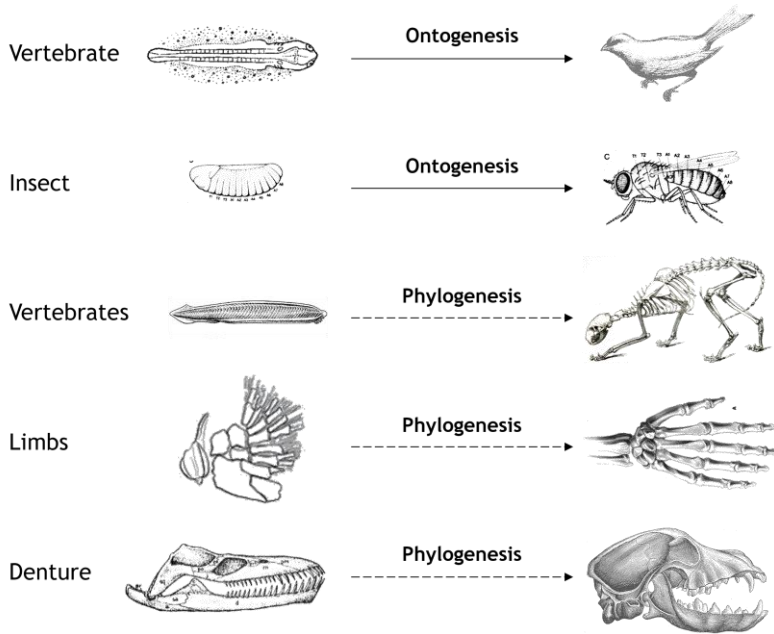 Vertebrate
Ontogenesis
Insect
Ontogenesis
C
Vertebrates
Phylogenesis
Limbs
Phylogenesis
Denture
Phylogenesis